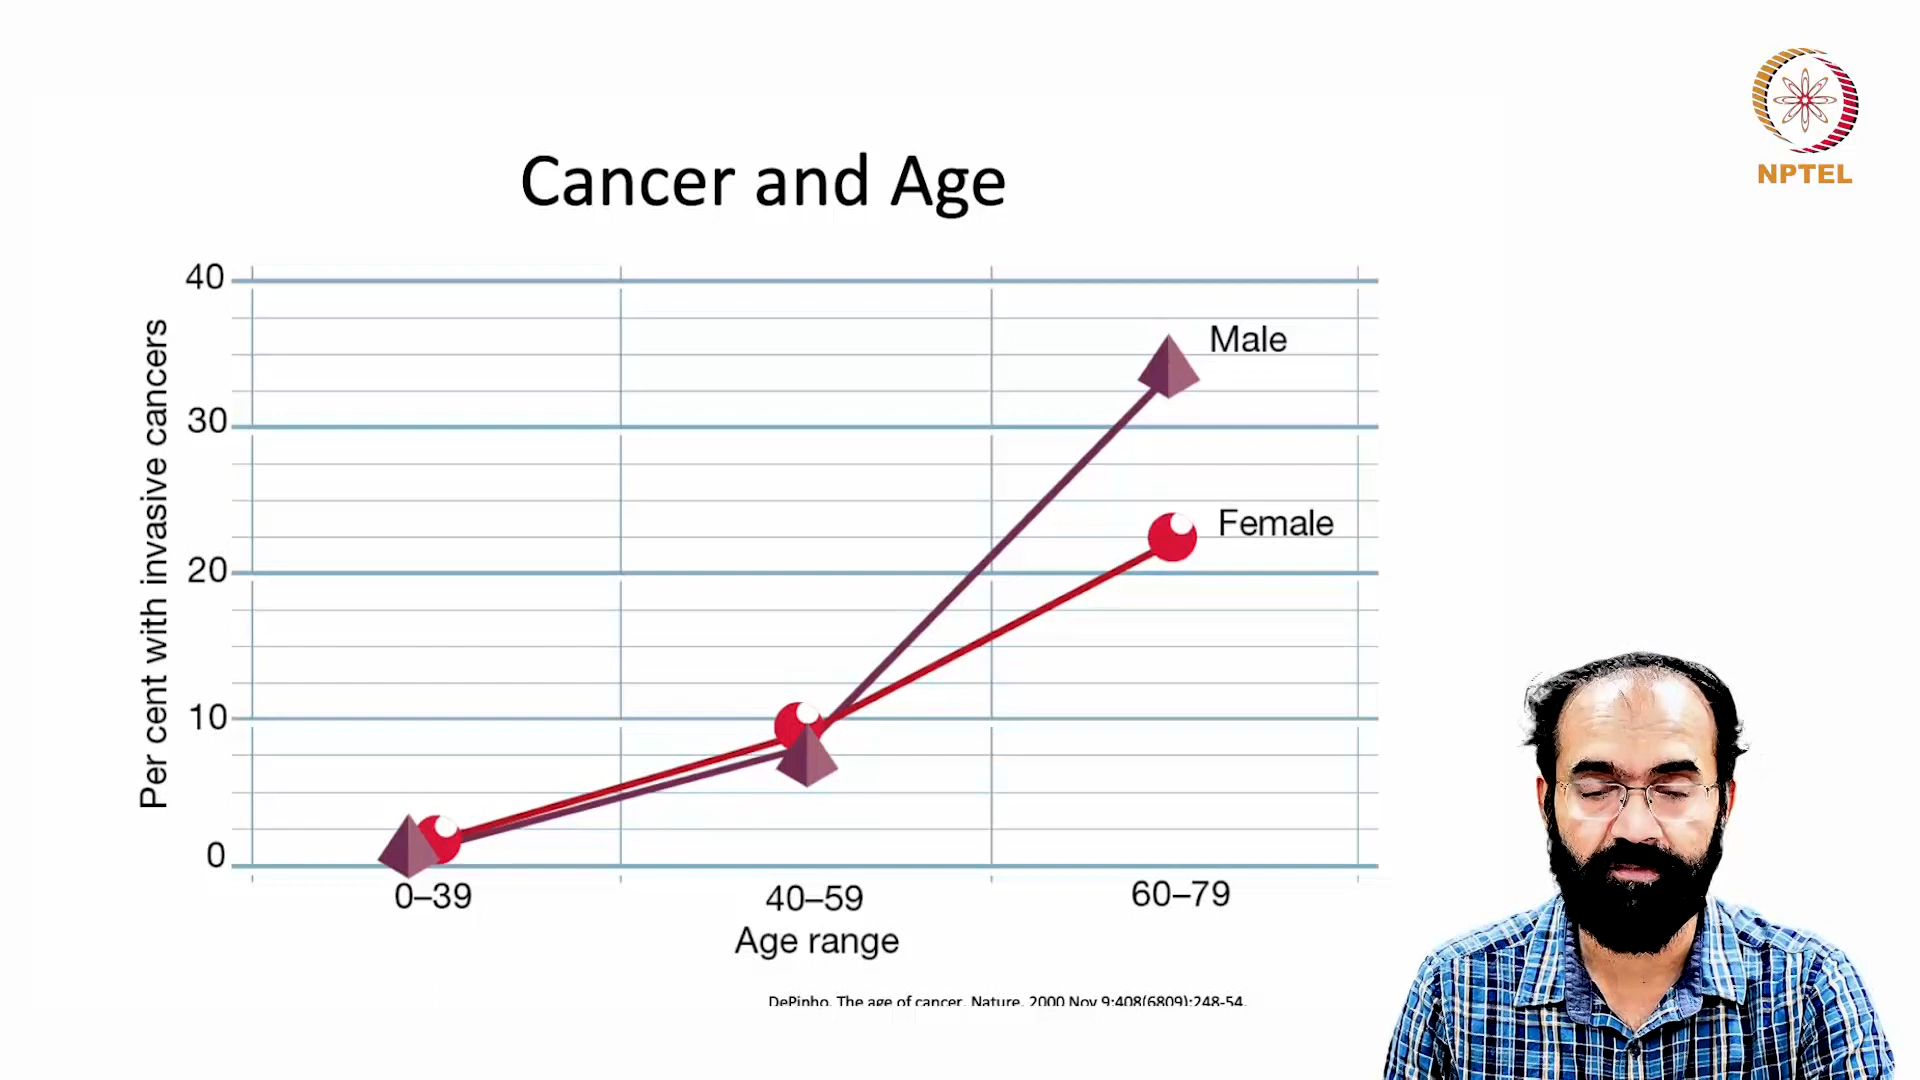 NPTEL
Cancer and Age
40
30
20
10
0
Per cent with invasive cancers
Male
Female
0–39
40–59
60–79
Age range
DePinho. The age of cancer. Nature. 2000 Nov 9;408(6809):248-54.